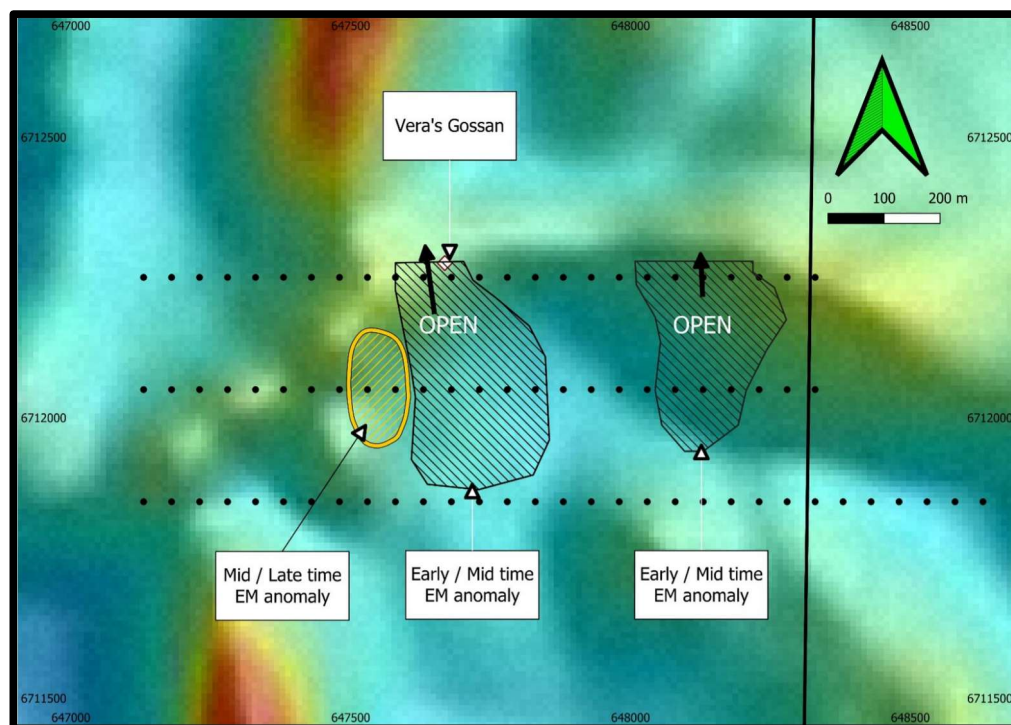 647000
647500
648000
648500
Vera's Gossan
6712500
6712500
0 100 200 m
OPEN
OPEN
6712000
6712000
Mid / Late time
EM anomaly
Early / Mid time
EM anomaly
Early / Mid time
EM anomaly
6711500
6711500
647000
647500
648000
648500